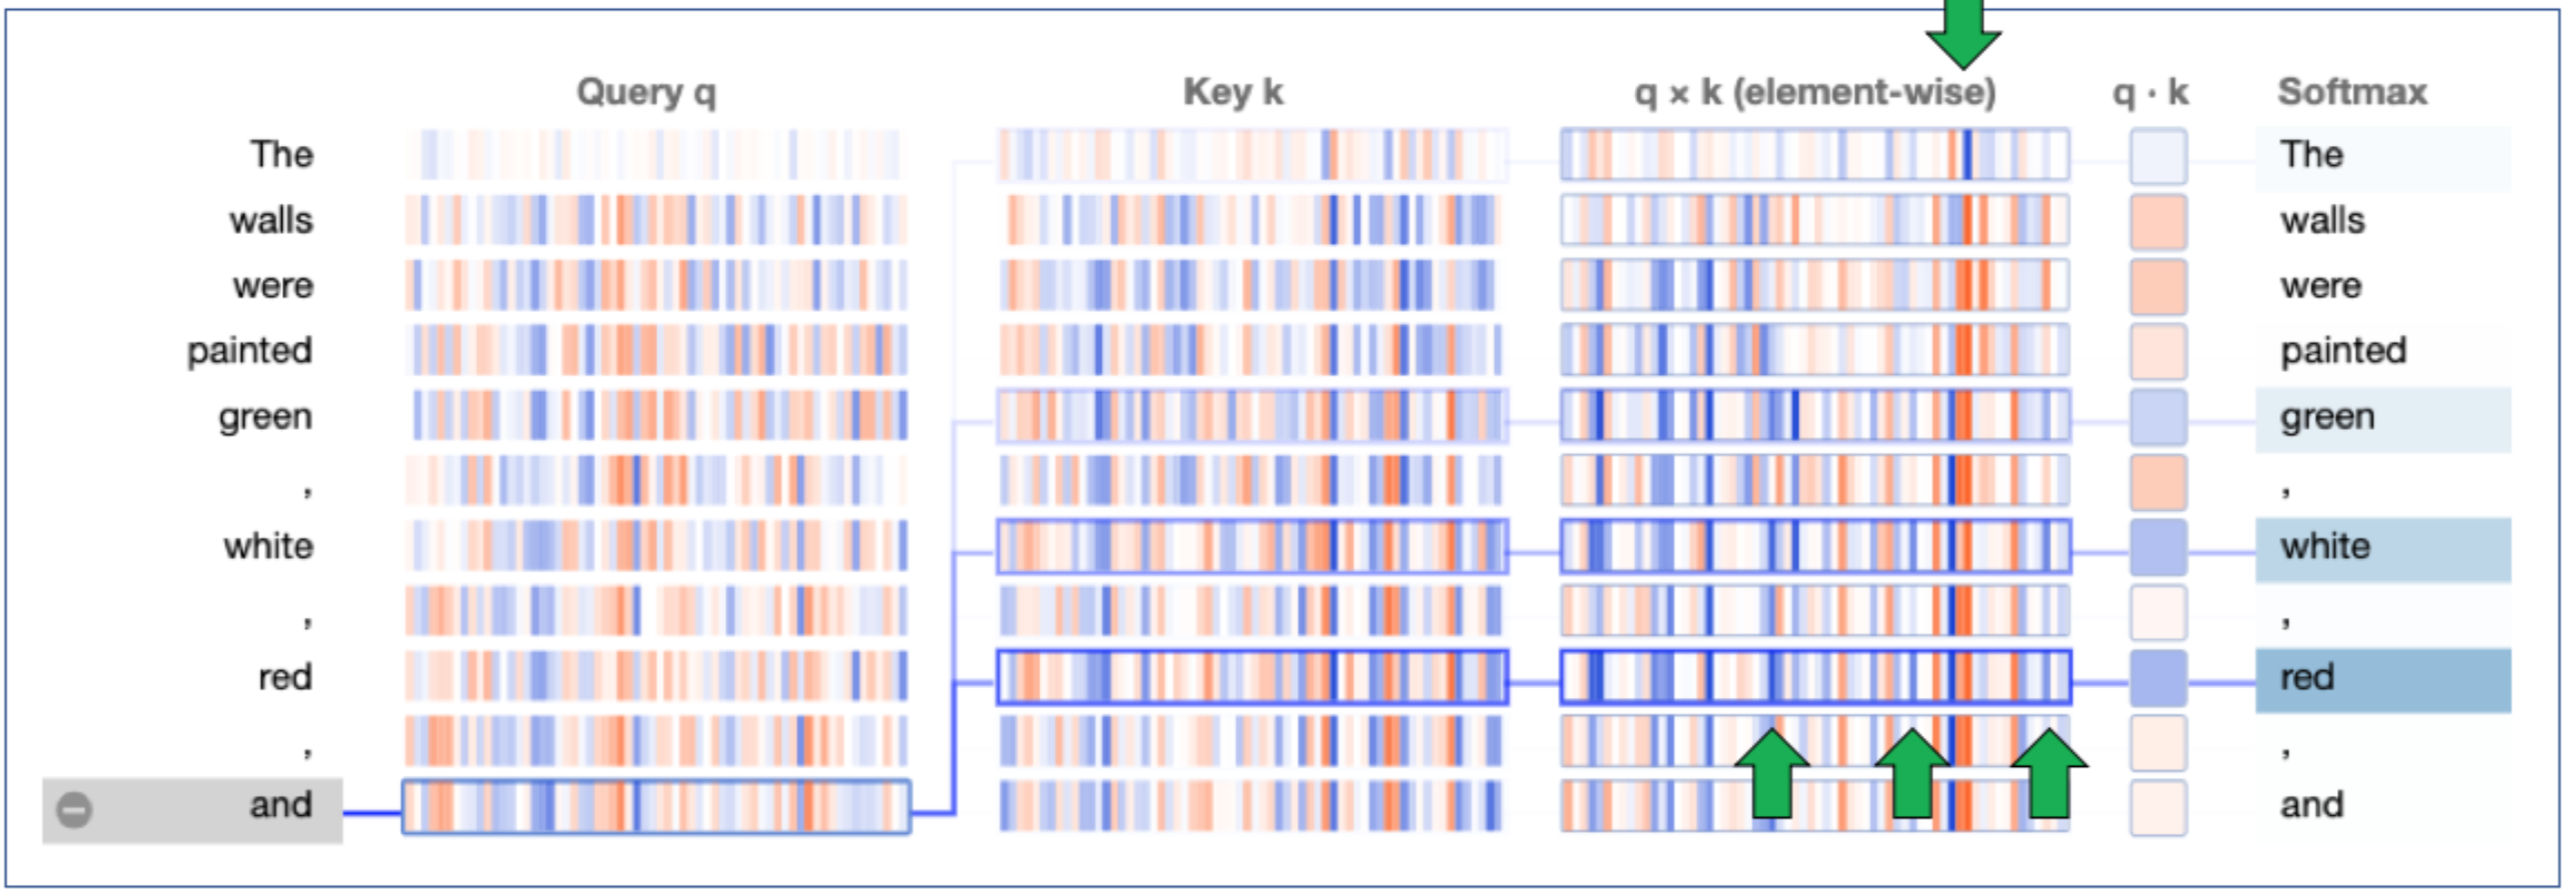 Query q Key k q × k (element-wise) q · k Softmax
The The
walls walls
were were
painted painted
green green
, ,
white white
, ,
red red
, ,
and and